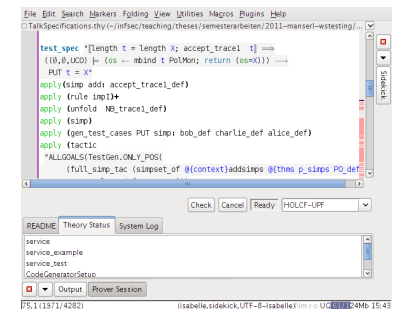 File Edit Search Markers Folding View Utilities Macros Plugins Help
TalkSpecifications.thy (~/infsec/teaching/theses/semesterarbeiten/2011-manserl-wstesting/...
test_spec "⟦length t = length X; accept_trace1 t⟧ ⟹
((∅,∅,UC0) ⊨ (os ← mbind t PolMon; return (os=X))) ⟶
PUT t = X"
apply(simp add: accept_trace1_def)
apply (rule impI)+
apply (unfold NB_trace1_def)
apply (simp)
apply (gen_test_cases PUT simp: bob_def charlie_def alice_def)
apply (tactic
"ALLGOALS(TestGen.ONLY_POS(
(full_simp_tac (simpset_of @{context}addsimps @{thms p_simps PO_def
Sidekick
Check Cancel Ready HOLCF-UPF
README Theory Status System Log
service
service_example
service_test
CodeGeneratorSetup
Output Prover Session
75,1 (1971/4282) (isabelle,sidekick,UTF-8-Isabelle) 24Mb 15:43